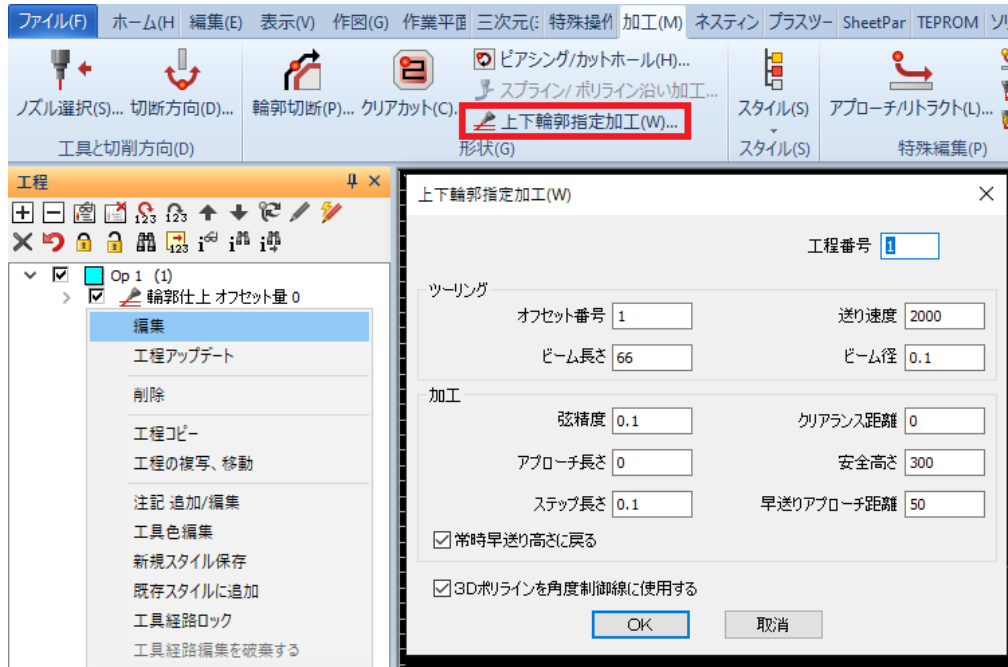 ファイル(F) ホーム(H 編集(E) 表示(V) 作図(G) 作業平面 三次元(3 特殊操作 加工(M) ネスティン プラスツー SheetPar TEPROM ソリ
ピアシング/カットホール(H)...
スプライン/ ポリライン沿い加工...
ノズル選択(S)... 切断方向(D)... 輪郭切断(P)... クリアカット(C). 上下輪郭指定加工(W)... スタイル(S) アプローチ/リトラクト(L)...
工具と切削方向(D) 形状(G) スタイル(S) 特殊編集(P)
工程
Op 1 (1)
輪郭仕上 オフセット量 0
編集
工程アップデート
削除
工程コピー
工程の複写、移動
注記 追加/編集
工具色編集
新規スタイル保存
既存スタイルに追加
工具経路ロック
工具経路編集を破棄する
上下輪郭指定加工(W)
工程番号 1
ツーリング
オフセット番号 1 送り速度 2000
ビーム長さ 66 ビーム径 0.1
加工
弦精度 0.1 クリアランス距離 0
アプローチ長さ 0 安全高さ 300
ステップ長さ 0.1 早送りアプローチ距離 50
常時早送り高さに戻る
3Dポリラインを角度制御線に使用する
OK 取消